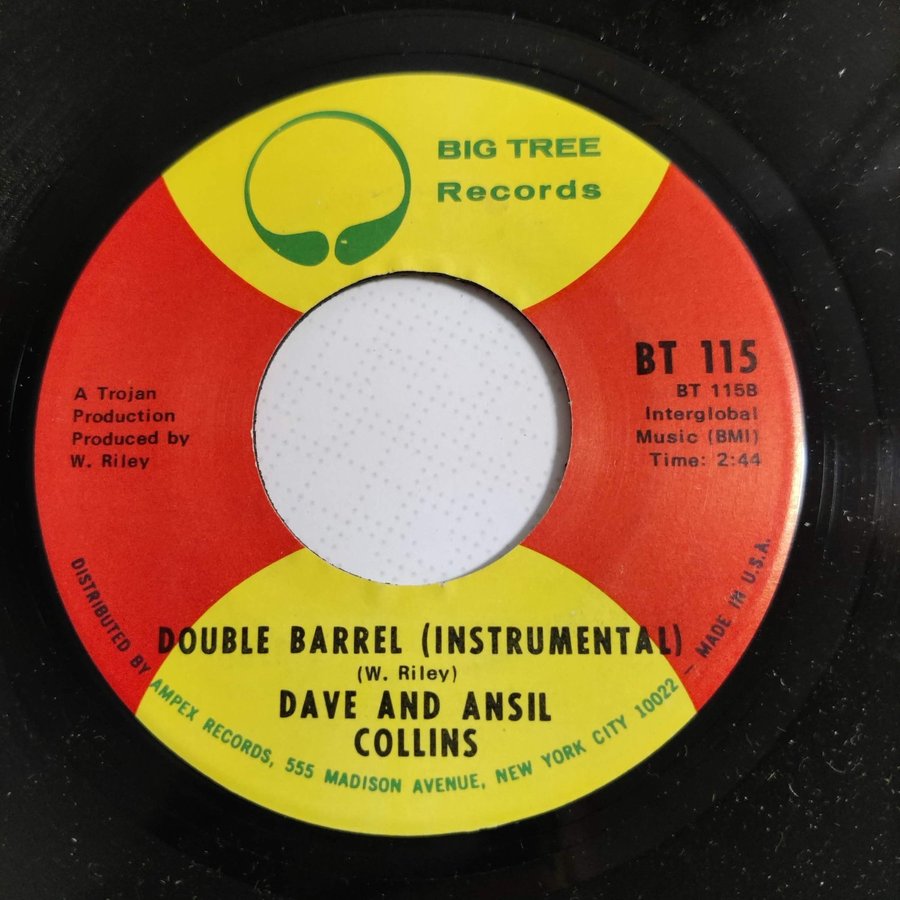 BIG TREE
Records
BT 115
BT 115B
Interglobal
Music (BMI)
Time: 2:44
A Trojan
Production
Produced by
W. Riley
DOUBLE BARREL (INSTRUMENTAL)
(W. Riley)
DAVE AND ANSIL
COLLINS
DISTRIBUTED BY AMPEX RECORDS, 555 MADISON AVENUE, NEW YORK CITY 10022 — MADE IN U.S.A.